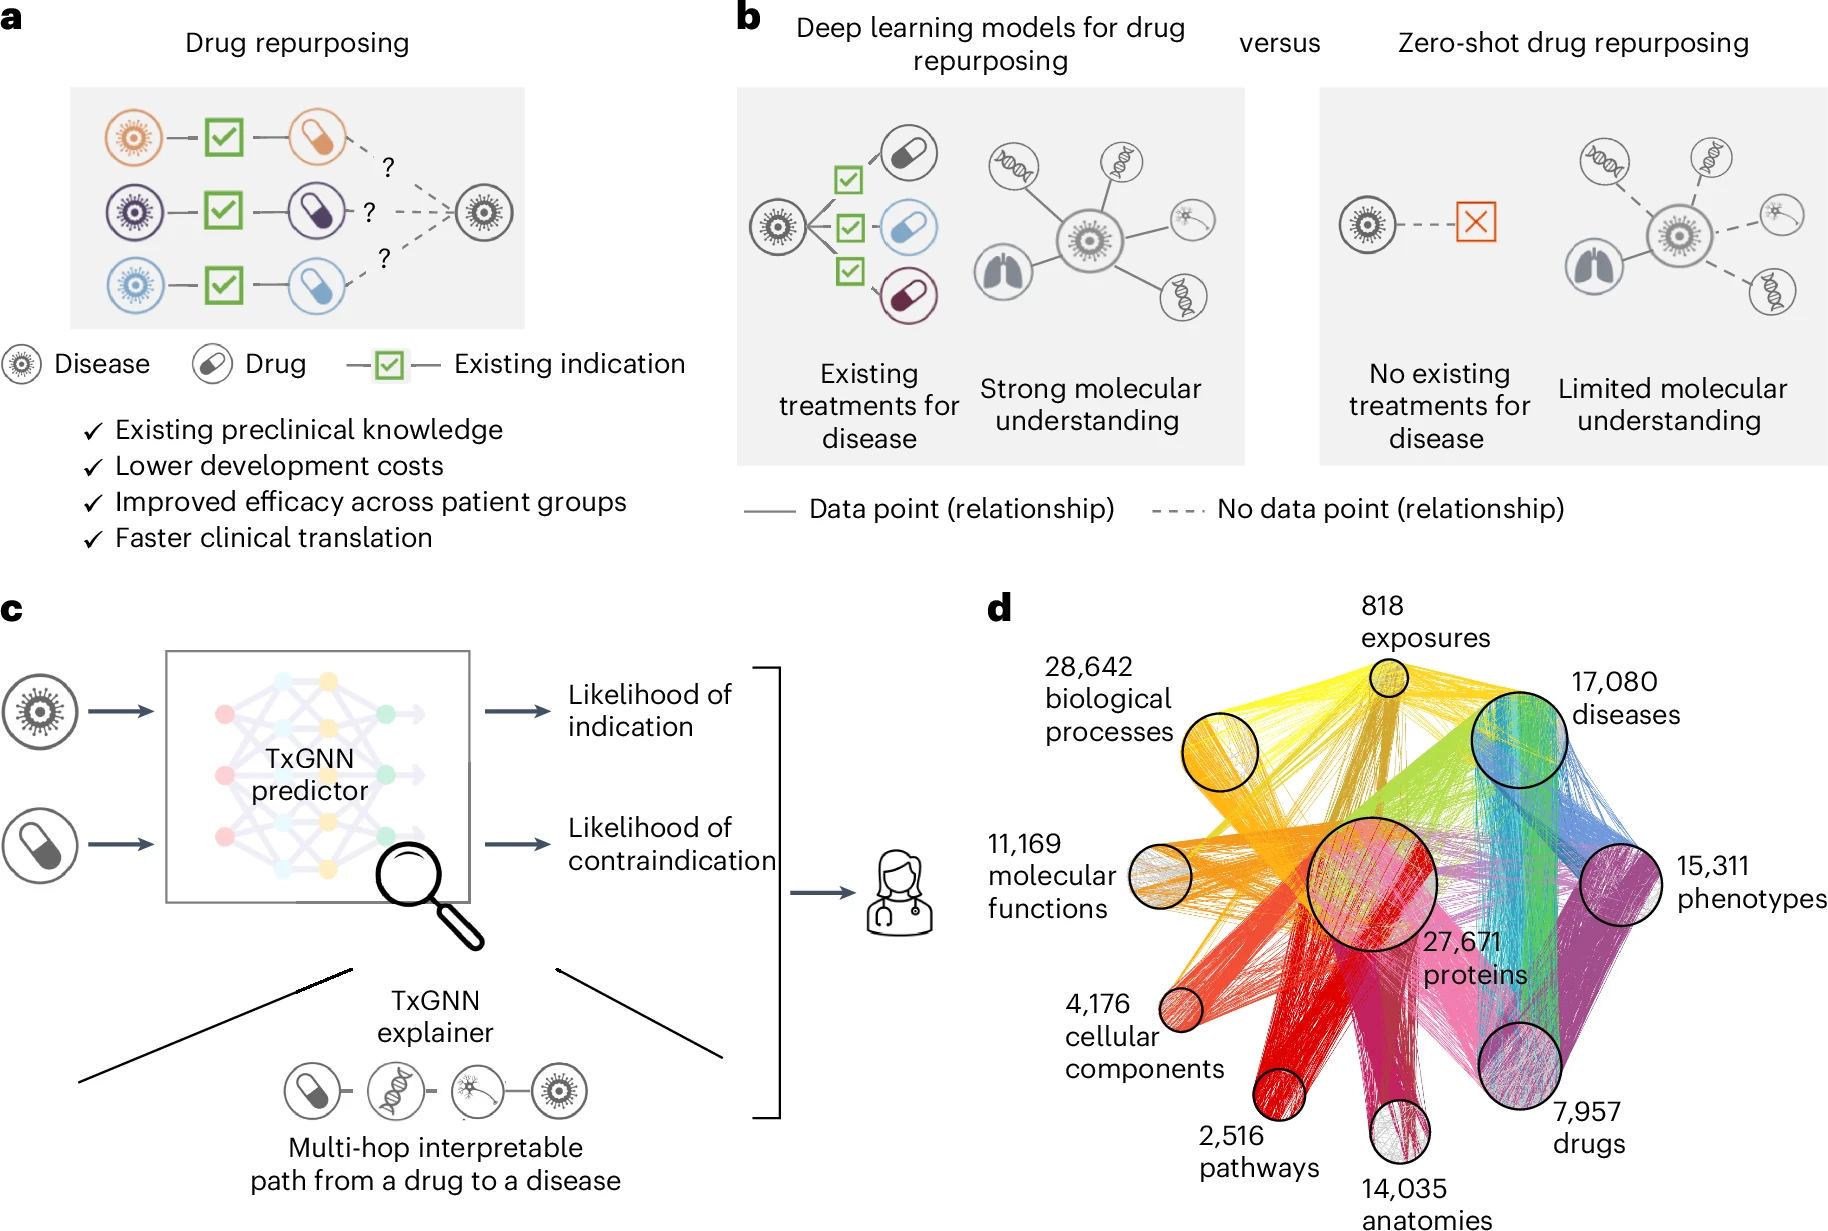 a
Drug repurposing
?
?
?
Disease
Drug
Existing indication
✓ Existing preclinical knowledge
✓ Lower development costs
✓ Improved efficacy across patient groups
✓ Faster clinical translation
b
Deep learning models for drug
repurposing
versus
Zero-shot drug repurposing
Existing
treatments for
disease
Strong molecular
understanding
No existing
treatments for
disease
Limited molecular
understanding
Data point (relationship)
No data point (relationship)
c
TxGNN
predictor
Likelihood of
indication
Likelihood of
contraindication
TxGNN
explainer
Multi-hop interpretable
path from a drug to a disease
d
818
exposures
28,642
biological
processes
17,080
diseases
11,169
molecular
functions
15,311
phenotypes
27,671
proteins
4,176
cellular
components
2,516
pathways
7,957
drugs
14,035
anatomies